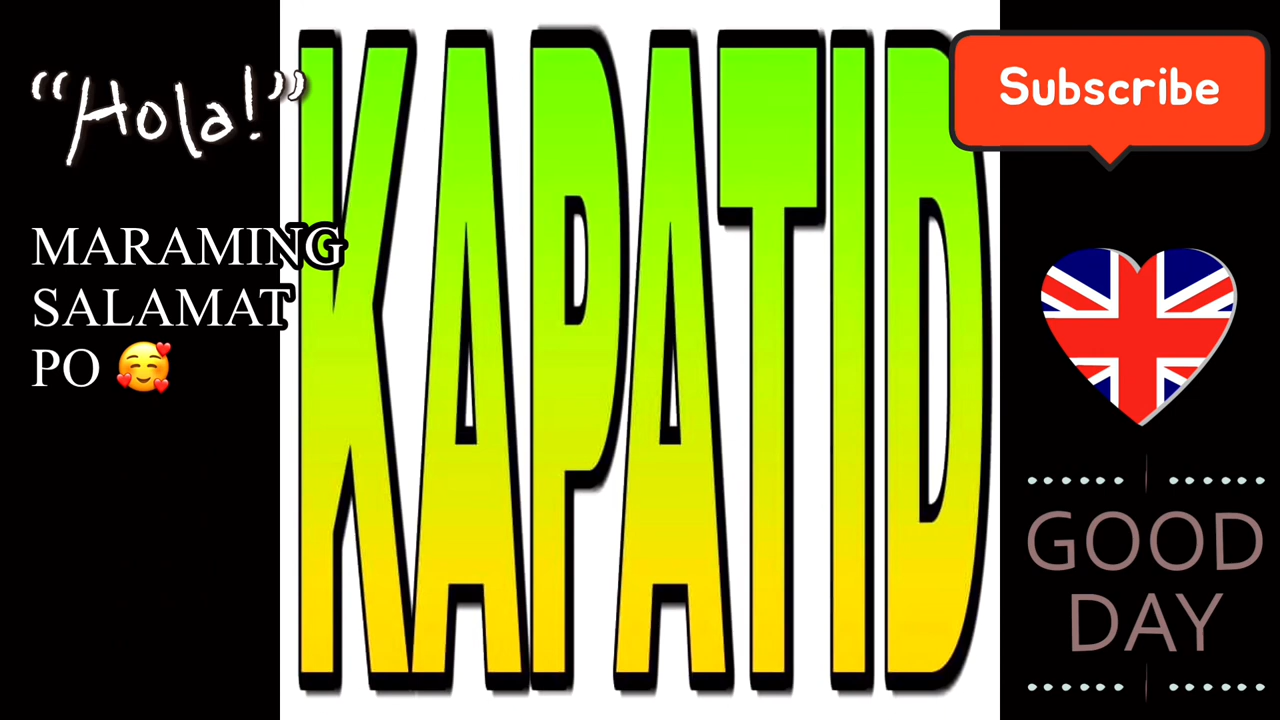 “Hola!”
MARAMING
SALAMAT
PO 🥰
KAPATID
Subscribe
GOOD
DAY